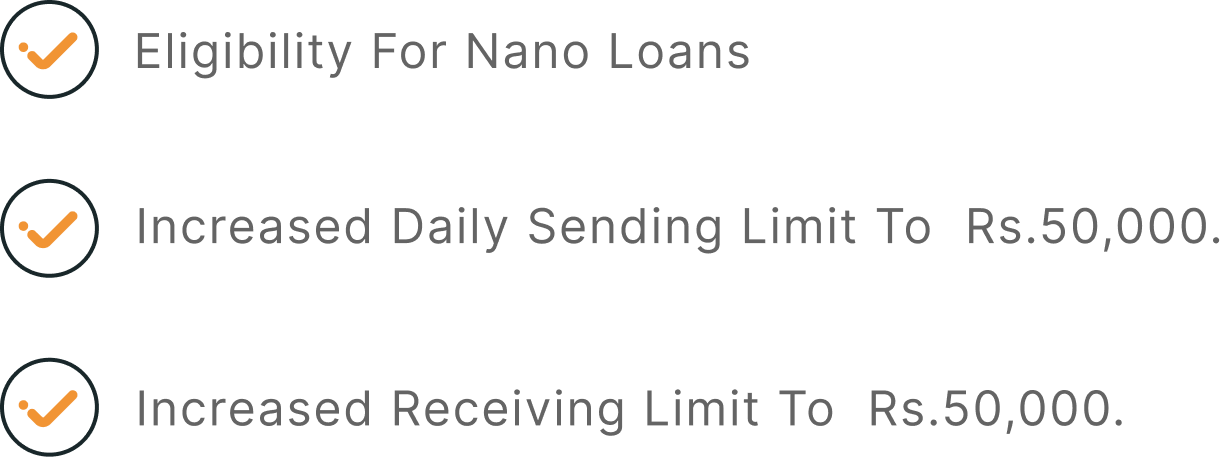 Eligibility For Nano Loans
Increased Daily Sending Limit To Rs.50,000.
Increased Receiving Limit To Rs.50,000.